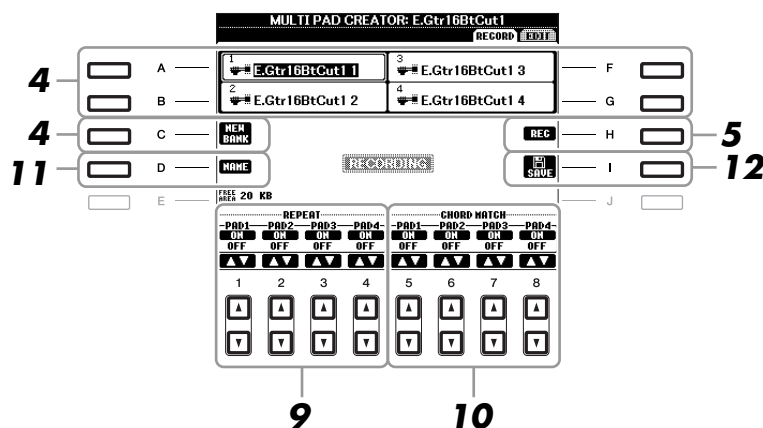 MULTI PAD CREATOR: E.Gtr16BtCut1
RECORD EDIT
4 A 1 E.Gtr16BtCut1 1 3 E.Gtr16BtCut1 3 F
B 2 E.Gtr16BtCut1 2 4 E.Gtr16BtCut1 4 G
4 C NEW BANK REC H 5
11 D NAME RECORDING SAVE I 12
E FREE AREA 20 KB J
REPEAT CHORD MATCH
PAD1 PAD2 PAD3 PAD4 PAD1 PAD2 PAD3 PAD4
ON ON ON ON ON ON ON ON
OFF OFF OFF OFF OFF OFF OFF OFF
1 2 3 4 5 6 7 8
9 10